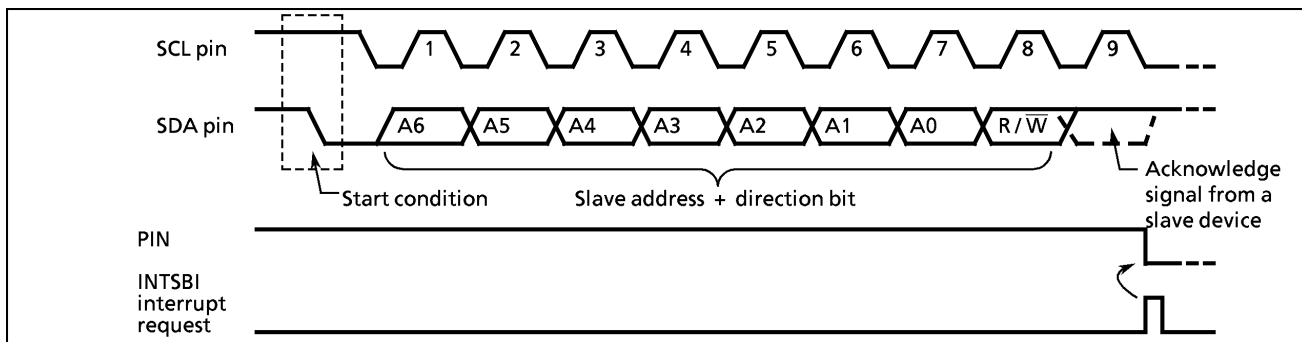 SCL pin
1 2 3 4 5 6 7 8 9
SDA pin
A6 A5 A4 A3 A2 A1 A0 R / W̅
Start condition
Slave address + direction bit
Acknowledge
signal from a
slave device
PIN
INTSBI
interrupt
request